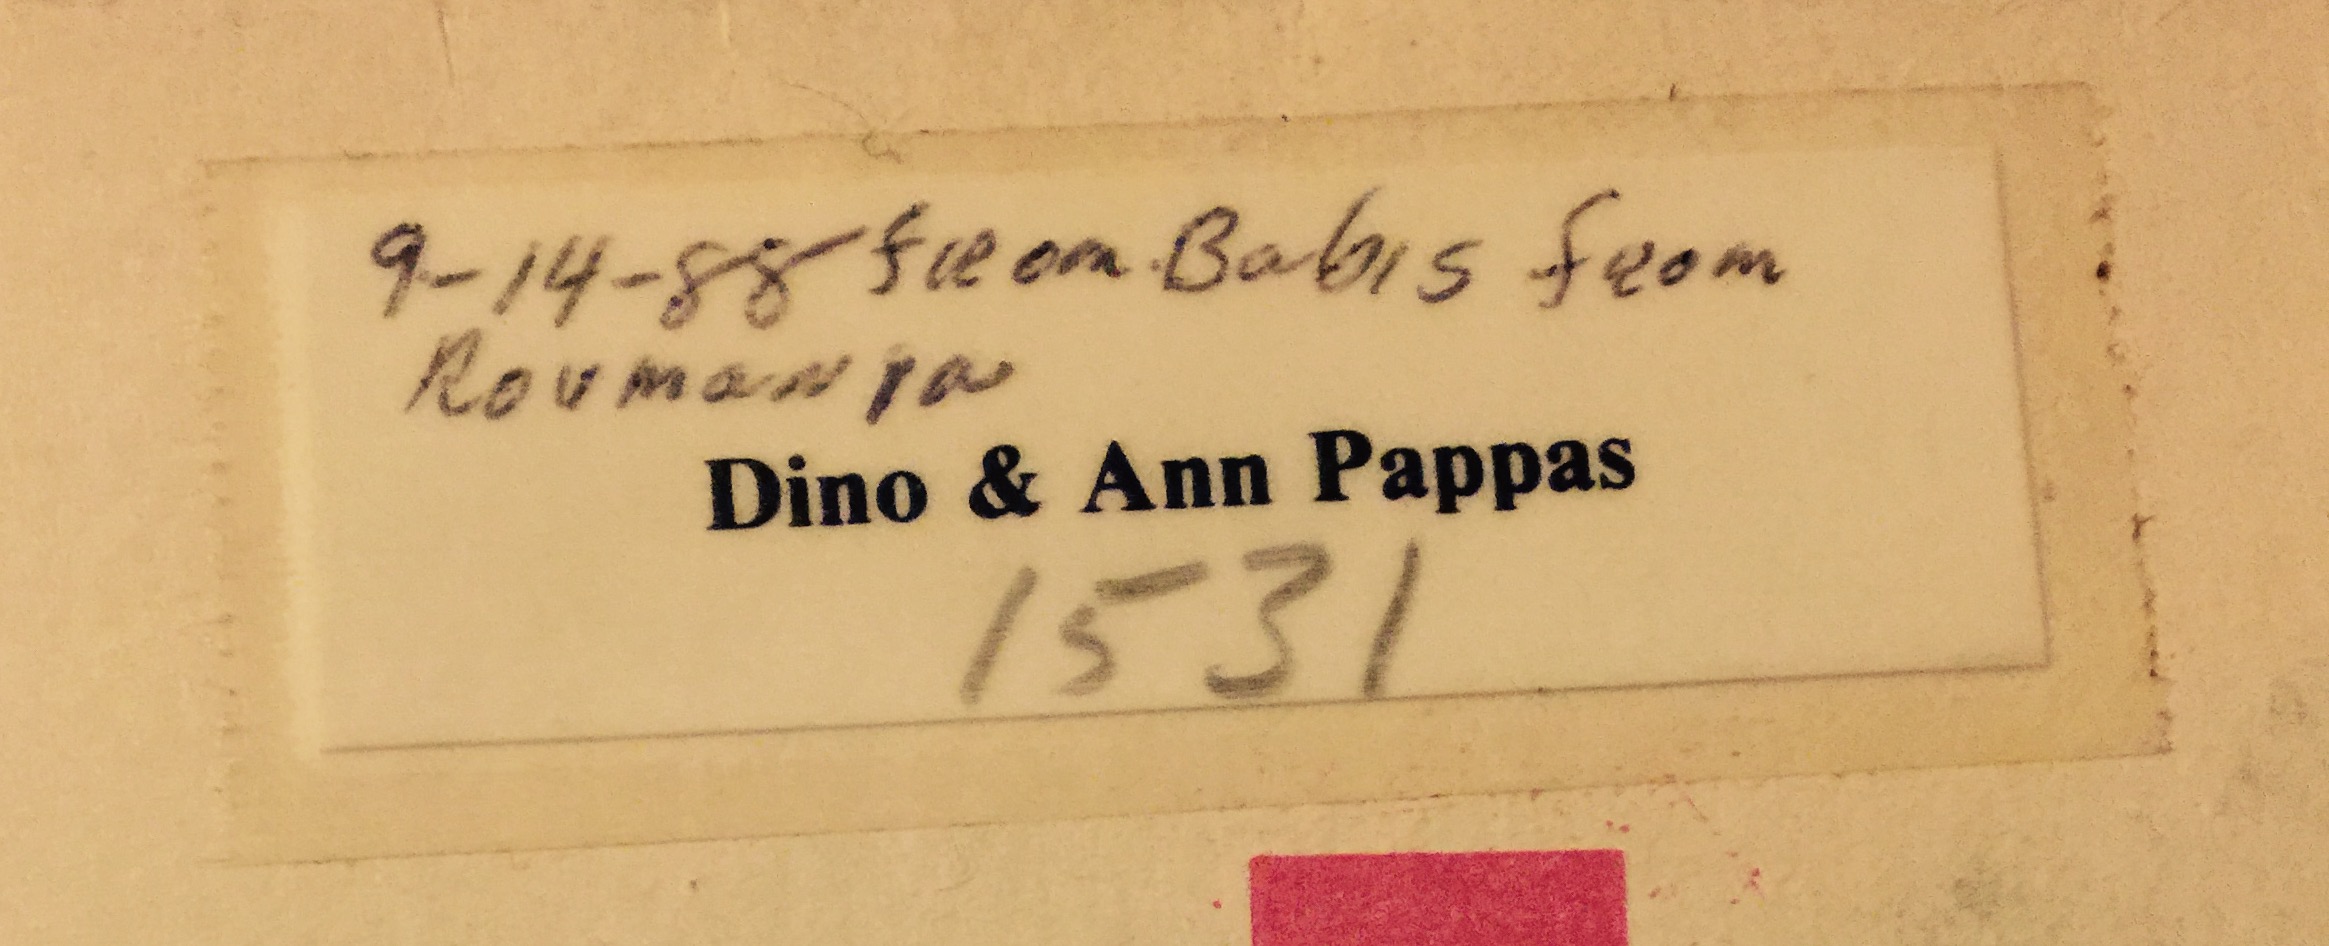 9-14-88 from Babis from
Roumania
Dino & Ann Pappas
1531